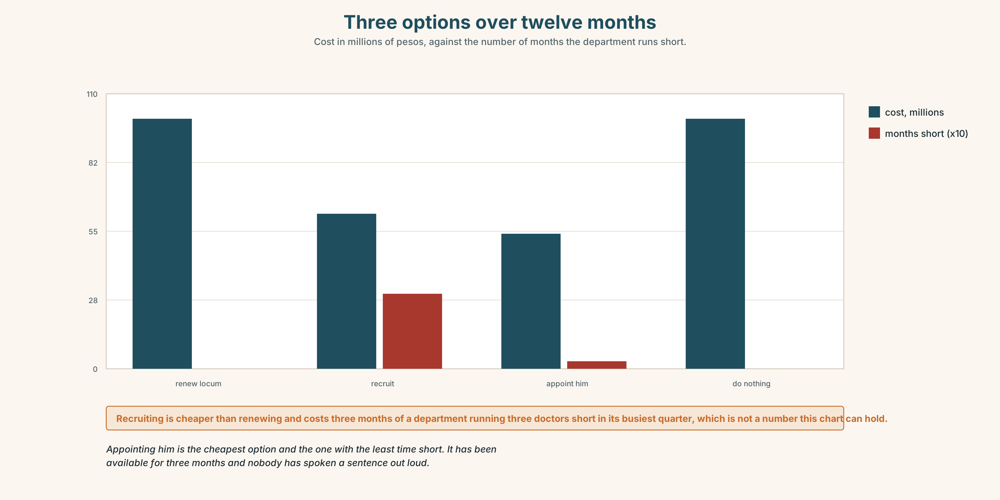 Three options over twelve months
Cost in millions of pesos, against the number of months the department runs short.
110
82
55
28
0
cost, millions
months short (x10)
renew locum
recruit
appoint him
do nothing
Recruiting is cheaper than renewing and costs three months of a department running three doctors short in its busiest quarter, which is not a number this chart can hold.
Appointing him is the cheapest option and the one with the least time short. It has been
available for three months and nobody has spoken a sentence out loud.